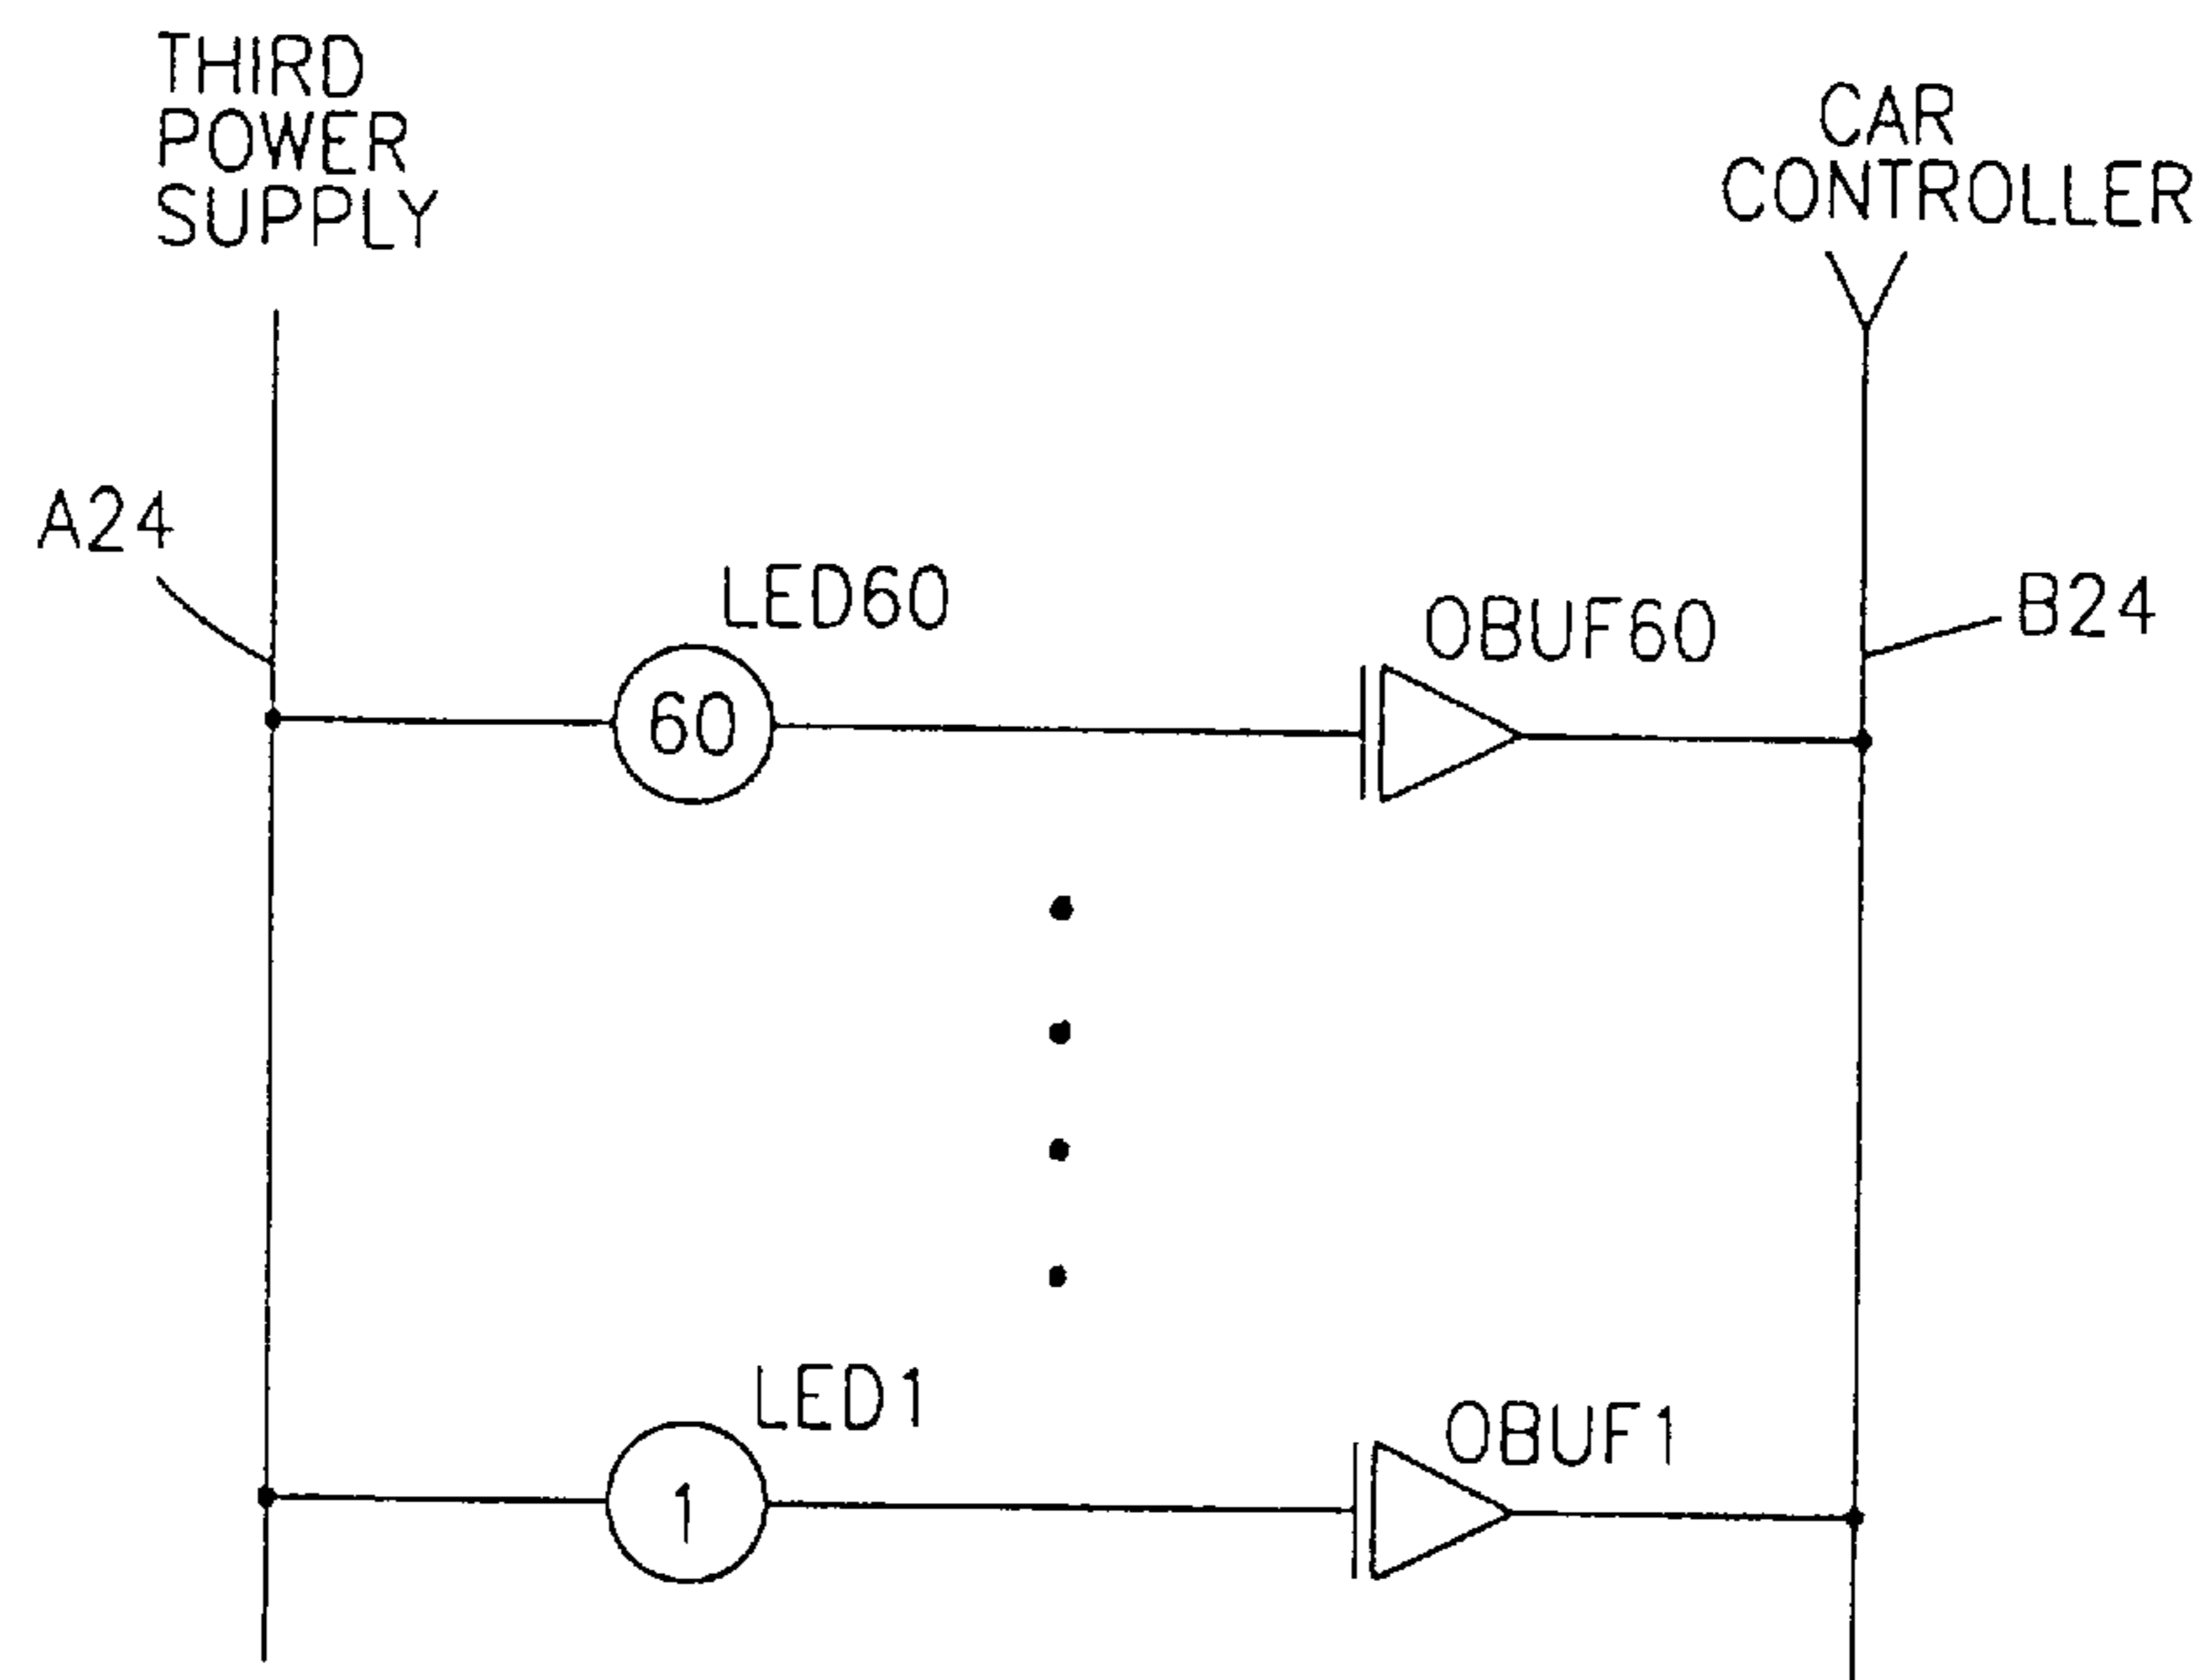 THIRD
POWER
SUPPLY
CAR
CONTROLLER
A24
LED60
OBUF60
B24
60
LED1
OBUF1
1